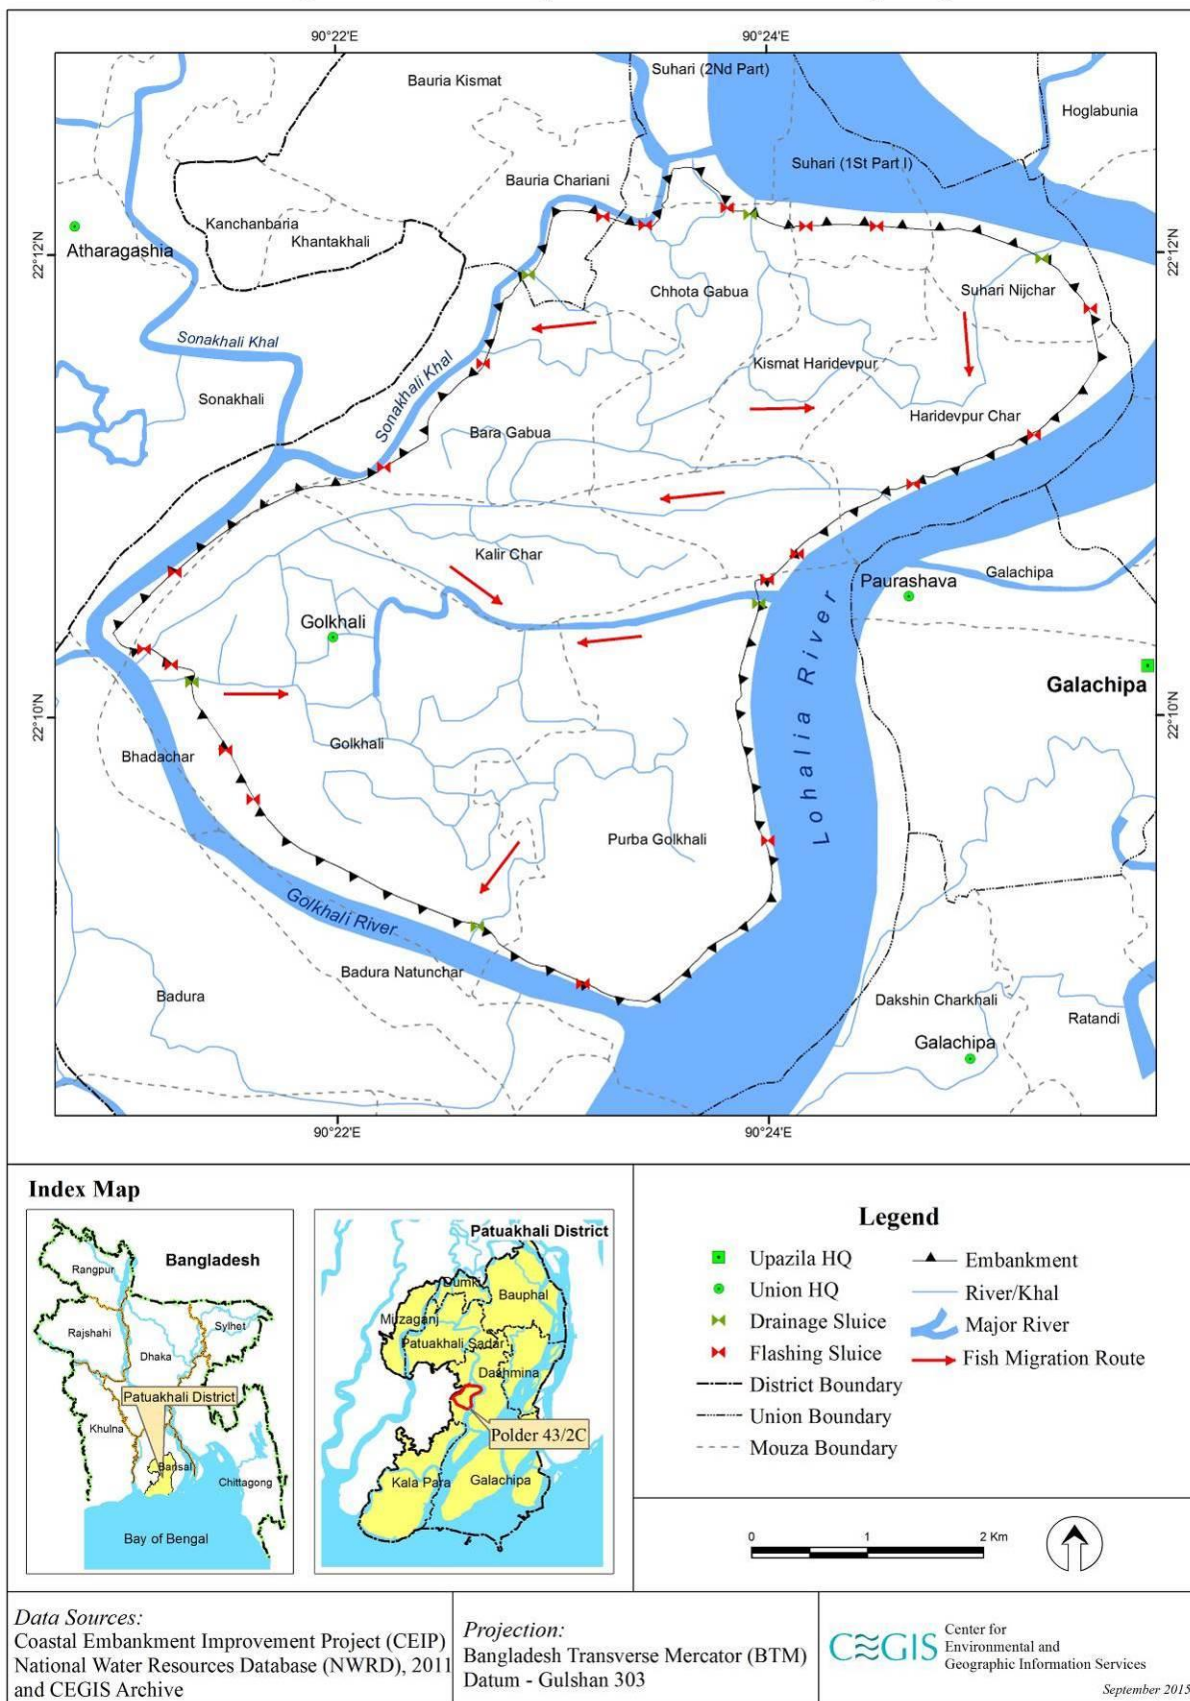 90°22'E
90°24'E
Suhari (2Nd Part)
Bauria Kismat
Hoglabunia
Suhari (1St Part I)
Bauria Chariani
Kanchanbaria
Khantakhali
Atharagashia
22°12'N
22°12'N
Chhota Gabua
Suhari Nijchar
Sonakhali Khal
Sonakhali Khal
Kismat Haridevpur
Sonakhali
Haridevpur Char
Bara Gabua
Kalir Char
Paurashava
Galachipa
Golkhali
Lohalia River
Galachipa
22°10'N
22°10'N
Golkhali
Bhadachar
Purba Golkhali
Golkhali River
Badura Natunchar
Badura
Dakshin Charkhali
Ratandi
Galachipa
90°22'E
90°24'E
Index Map
Bangladesh
Rangpur
Rajshahi
Sylhet
Dhaka
Patuakhali District
Khulna
Barisal
Chittagong
Bay of Bengal
Patuakhali District
Dumki
Bauphal
Mirzaganj
Patuakhali Sadar
Dashmina
Polder 43/2C
Kala Para
Galachipa
Legend
Upazila HQ
Union HQ
Drainage Sluice
Flashing Sluice
District Boundary
Union Boundary
Mouza Boundary
Embankment
River/Khal
Major River
Fish Migration Route
0 1 2 Km
Data Sources:
Coastal Embankment Improvement Project (CEIP)
National Water Resources Database (NWRD), 2011
and CEGIS Archive
Projection:
Bangladesh Transverse Mercator (BTM)
Datum - Gulshan 303
CEGIS
Center for
Environmental and
Geographic Information Services
September 2015